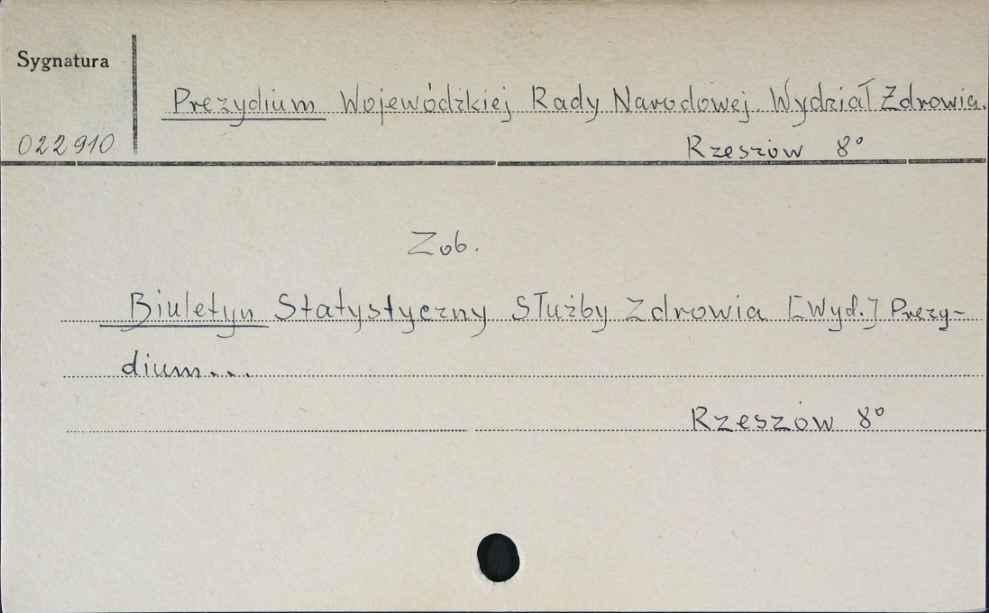 Sygnatura
Prezydium Wojewódzkiej Rady Narodowej. Wydział Zdrowia.
022910
Rzeszów 8°
Zob.
Biuletyn Statystyczny Służby Zdrowia [Wyd.] Prezy-
dium...
Rzeszów 8°